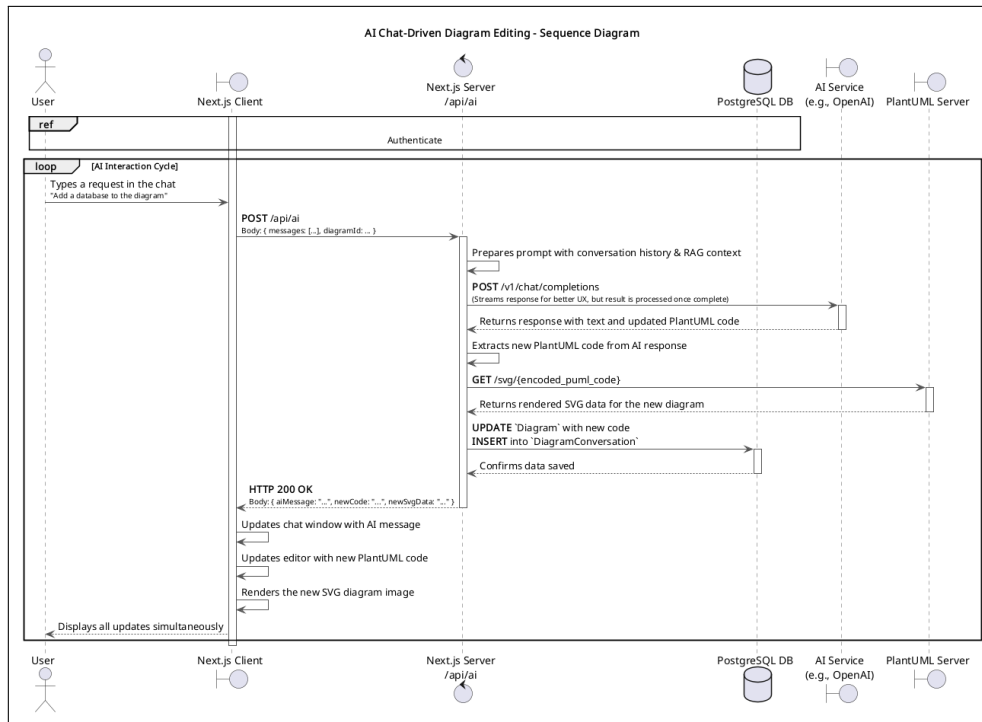 AI Chat-Driven Diagram Editing - Sequence Diagram
User
Next.js Client
Next.js Server
/api/ai
PostgreSQL DB
AI Service
(e.g., OpenAI)
PlantUML Server
ref
Authenticate
loop [AI Interaction Cycle]
Types a request in the chat
"Add a database to the diagram"
POST /api/ai
Body: { messages: [...], diagramId: ... }
Prepares prompt with conversation history & RAG context
POST /v1/chat/completions
(Streams response for better UX, but result is processed once complete)
Returns response with text and updated PlantUML code
Extracts new PlantUML code from AI response
GET /svg/{encoded_puml_code}
Returns rendered SVG data for the new diagram
UPDATE `Diagram` with new code
INSERT into `DiagramConversation`
Confirms data saved
HTTP 200 OK
Body: { aiMessage: "...", newCode: "...", newSvgData: "..." }
Updates chat window with AI message
Updates editor with new PlantUML code
Renders the new SVG diagram image
Displays all updates simultaneously
User
Next.js Client
Next.js Server
/api/ai
PostgreSQL DB
AI Service
(e.g., OpenAI)
PlantUML Server